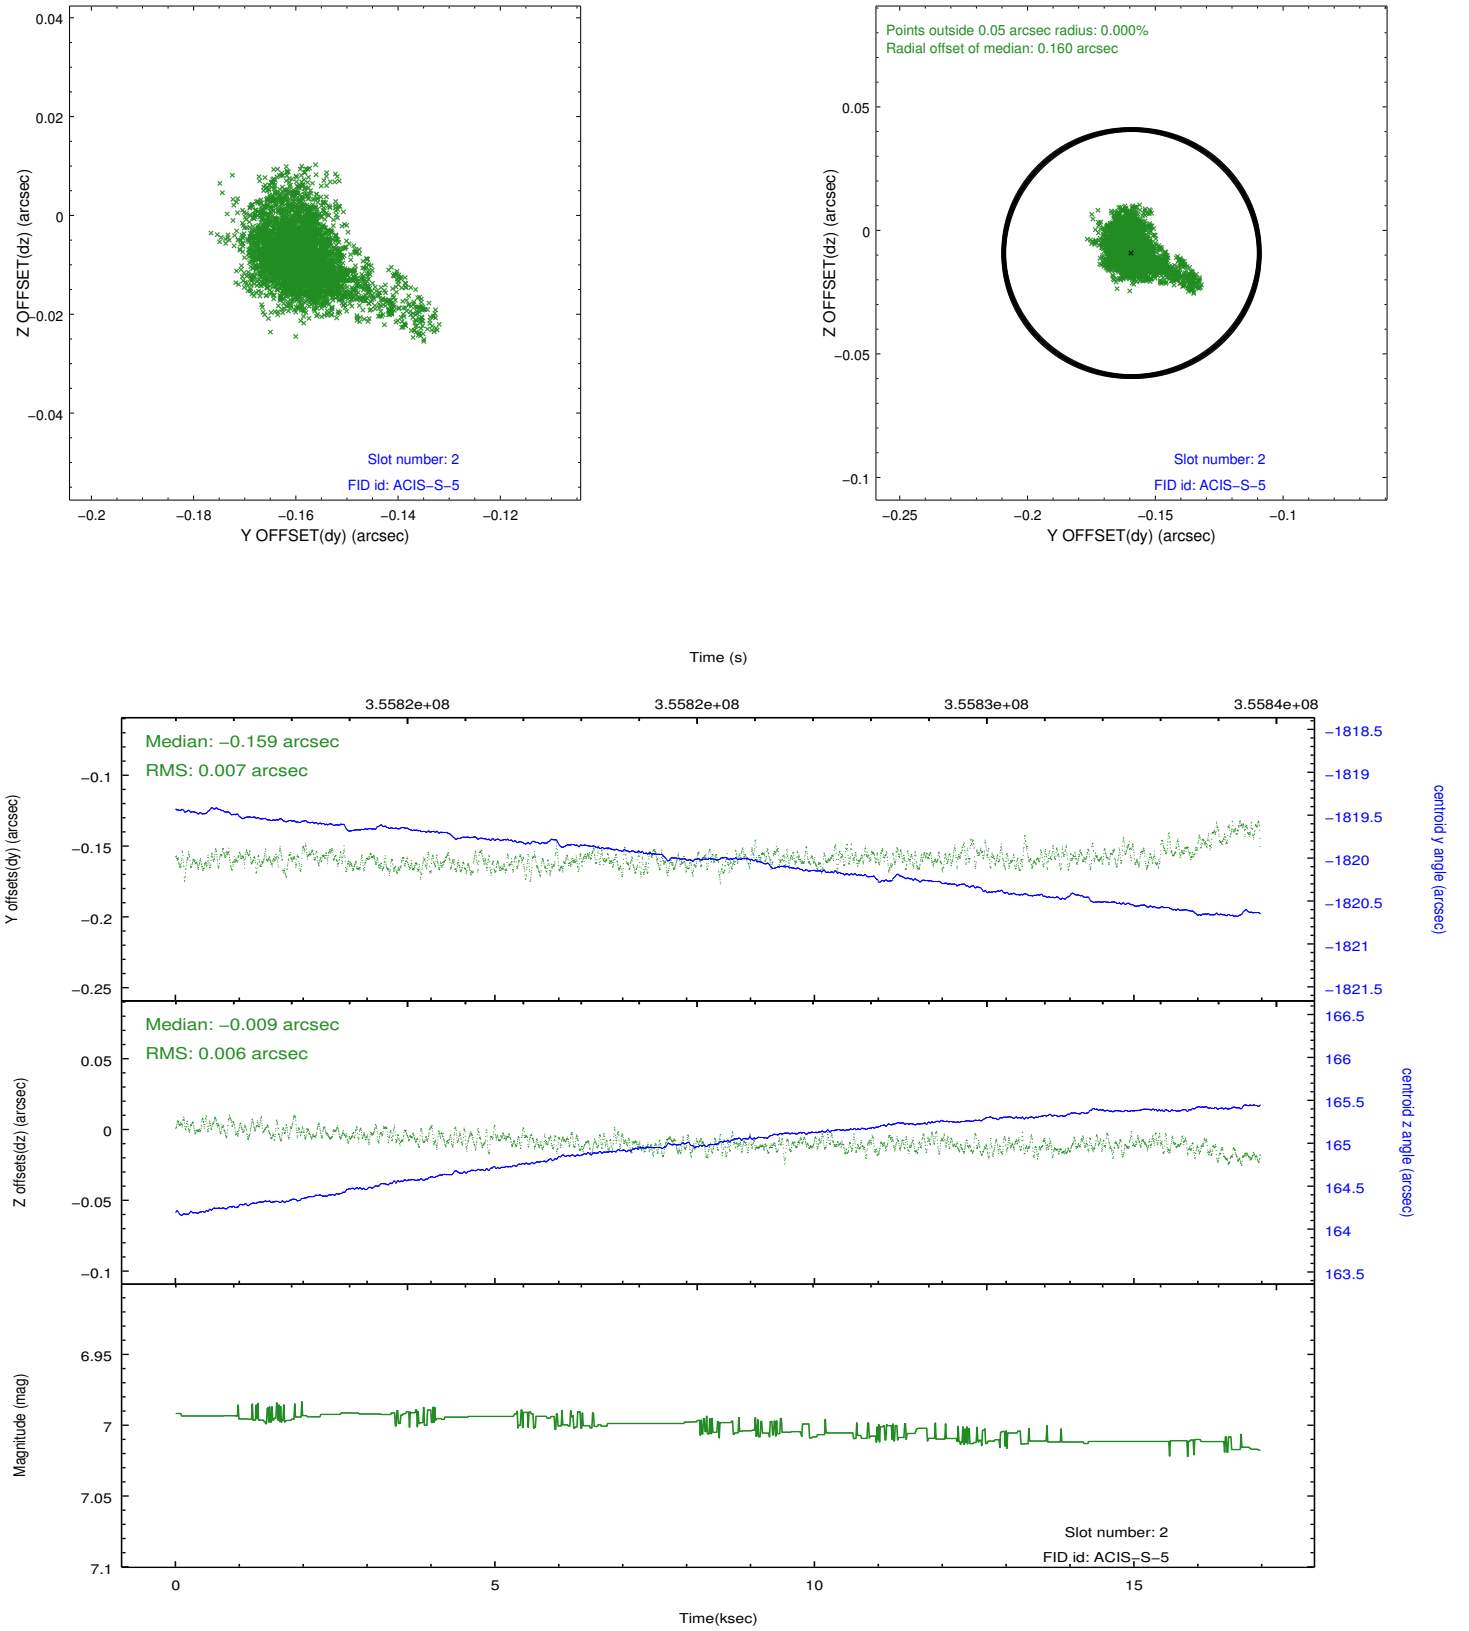 0.04
0.02
0
−0.02
−0.04
Z OFFSET(dz) (arcsec)
Slot number: 2
FID id: ACIS−S−5
−0.2
−0.18
−0.16
−0.14
−0.12
Y OFFSET(dy) (arcsec)
Points outside 0.05 arcsec radius: 0.000%
Radial offset of median: 0.160 arcsec
0.05
0
−0.05
−0.1
Z OFFSET(dz) (arcsec)
Slot number: 2
FID id: ACIS−S−5
−0.25
−0.2
−0.15
−0.1
Y OFFSET(dy) (arcsec)
Time (s)
3.5582e+08
3.5582e+08
3.5583e+08
3.5584e+08
Median: −0.159 arcsec
RMS: 0.007 arcsec
−0.1
−0.15
−0.2
−0.25
Y offsets(dy) (arcsec)
−1818.5
−1819
−1819.5
−1820
−1820.5
−1821
−1821.5
centroid y angle (arcsec)
Median: −0.009 arcsec
RMS: 0.006 arcsec
0.05
0
−0.05
−0.1
Z offsets(dz) (arcsec)
166.5
166
165.5
165
164.5
164
163.5
centroid z angle (arcsec)
6.95
7
7.05
7.1
Magnitude (mag)
Slot number: 2
FID id: ACIS−S−5
0
5
10
15
Time(ksec)